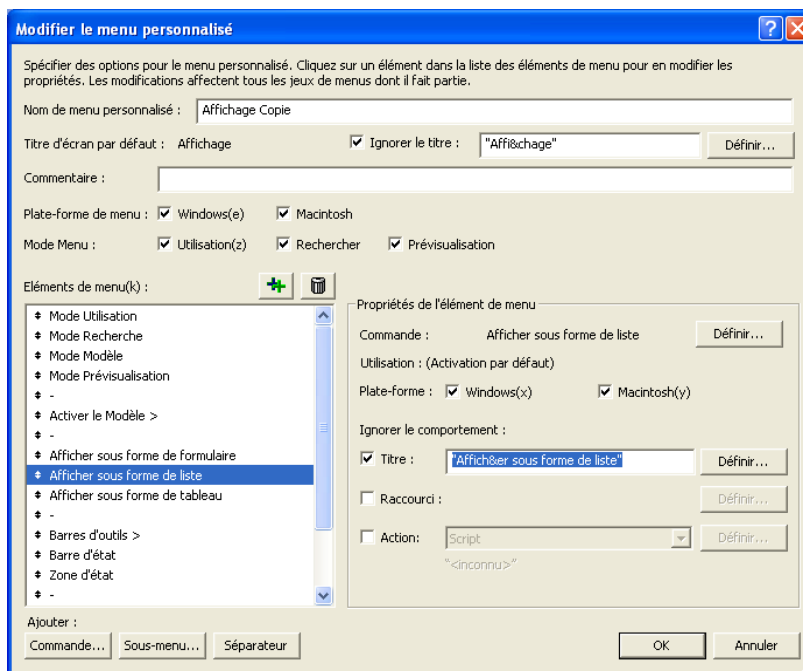 Modifier le menu personnalisé
Spécifier des options pour le menu personnalisé. Cliquez sur un élément dans la liste des éléments de menu pour en modifier les
propriétés. Les modifications affectent tous les jeux de menus dont il fait partie.
Nom de menu personnalisé : Affichage Copie
Titre d'écran par défaut : Affichage Ignorer le titre : "Affi&chage" Définir...
Commentaire :
Plate-forme de menu : Windows(e) Macintosh
Mode Menu : Utilisation(z) Rechercher Prévisualisation
Eléments de menu(k) :
Mode Utilisation
Mode Recherche
Mode Modèle
Mode Prévisualisation
-
Activer le Modèle >
-
Afficher sous forme de formulaire
Afficher sous forme de liste
Afficher sous forme de tableau
-
Barres d'outils >
Barre d'état
Zone d'état
-
Propriétés de l'élément de menu
Commande : Afficher sous forme de liste Définir...
Utilisation : (Activation par défaut)
Plate-forme : Windows(x) Macintosh(y)
Ignorer le comportement :
Titre : "Affich&er sous forme de liste" Définir...
Raccourci : Définir...
Action: Script Définir...
"<inconnu>"
Ajouter :
Commande... Sous-menu... Séparateur OK Annuler